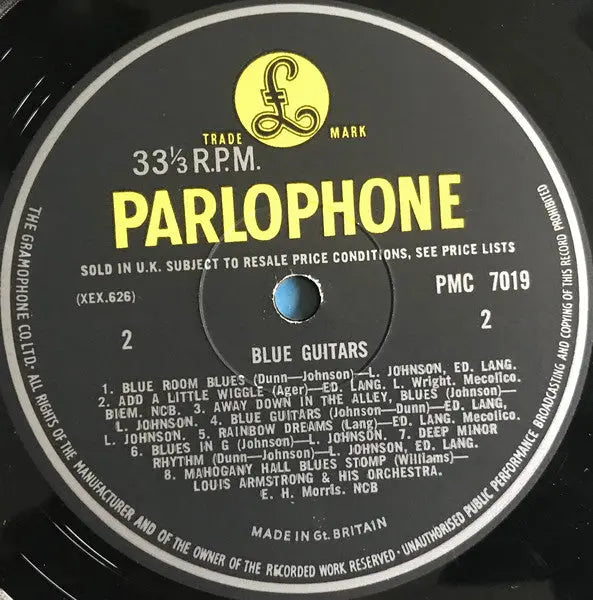 £
TRADE MARK
33⅓ R.P.M.
PARLOPHONE
SOLD IN U.K. SUBJECT TO RESALE PRICE CONDITIONS, SEE PRICE LISTS
(XEX.626) PMC 7019
2 2
BLUE GUITARS
1. BLUE ROOM BLUES (Dunn—Johnson)—L. JOHNSON, ED. LANG.
2. ADD A LITTLE WIGGLE (Ager)—ED. LANG. L. Wright. Mecolico.
BIEM. NCB. 3. AWAY DOWN IN THE ALLEY, BLUES (Johnson)—
L. JOHNSON. 4. BLUE GUITARS (Johnson—Dunn)—ED. LANG,
L. JOHNSON. 5. RAINBOW DREAMS (Lang)—ED. LANG. Mecolico.
6. BLUES IN G (Johnson)—L. JOHNSON. 7. DEEP MINOR
RHYTHM (Dunn—Johnson)—L. JOHNSON, ED. LANG.
8. MAHOGANY HALL BLUES STOMP (Williams)—
LOUIS ARMSTRONG & HIS ORCHESTRA.
E. H. Morris. NCB
MADE IN Gt. BRITAIN
THE GRAMOPHONE CO. LTD. · ALL RIGHTS OF THE MANUFACTURER AND OF THE OWNER OF THE RECORDED WORK RESERVED · UNAUTHORISED PUBLIC PERFORMANCE BROADCASTING AND COPYING OF THIS RECORD PROHIBITED